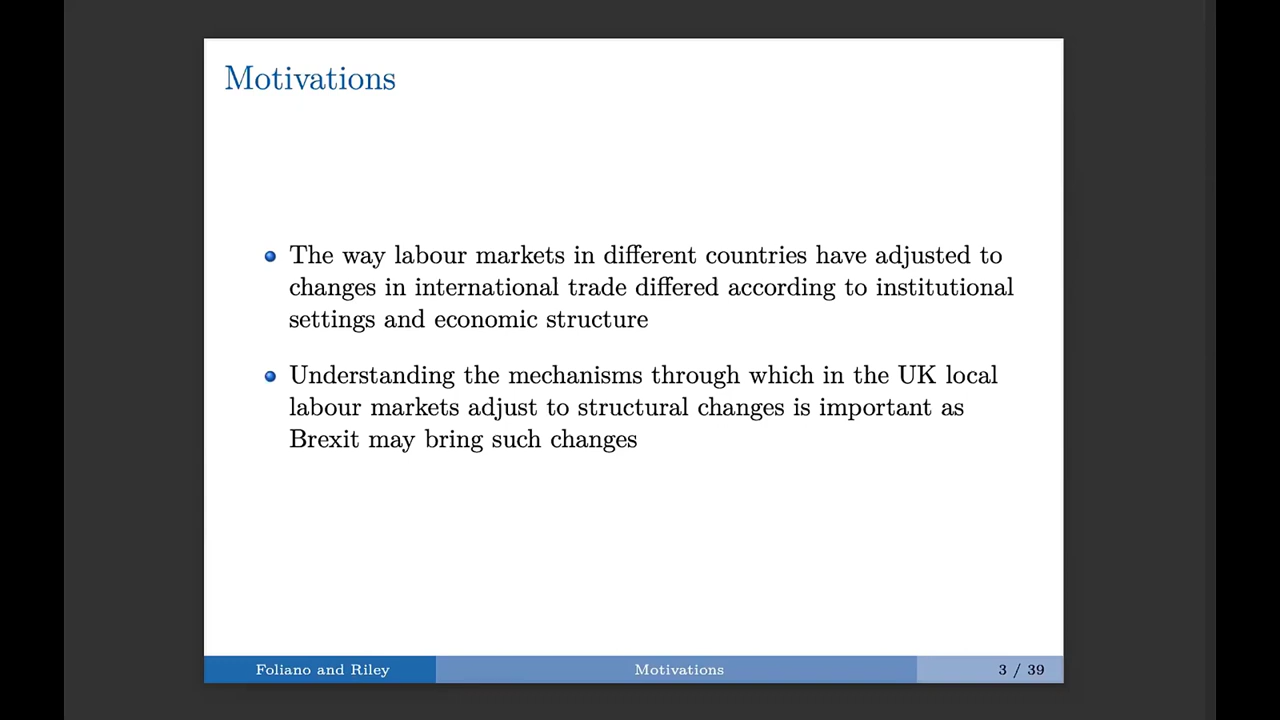 Motivations
The way labour markets in different countries have adjusted to
changes in international trade differed according to institutional
settings and economic structure
Understanding the mechanisms through which in the UK local
labour markets adjust to structural changes is important as
Brexit may bring such changes
Foliano and Riley
Motivations
3 / 39